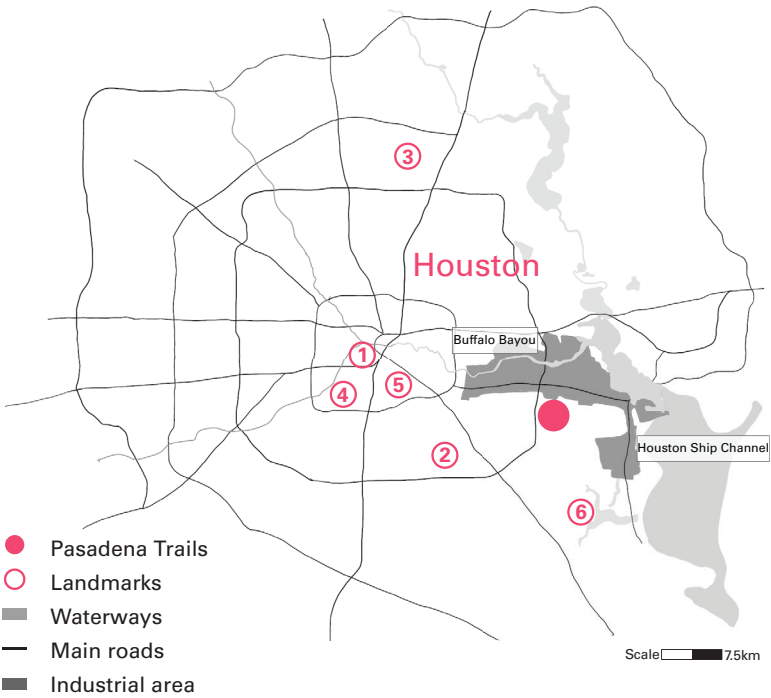 3
Houston
Buffalo Bayou
1
4
5
2
Houston Ship Channel
6
Pasadena Trails
Landmarks
Waterways
Main roads
Industrial area
Scale 7.5km